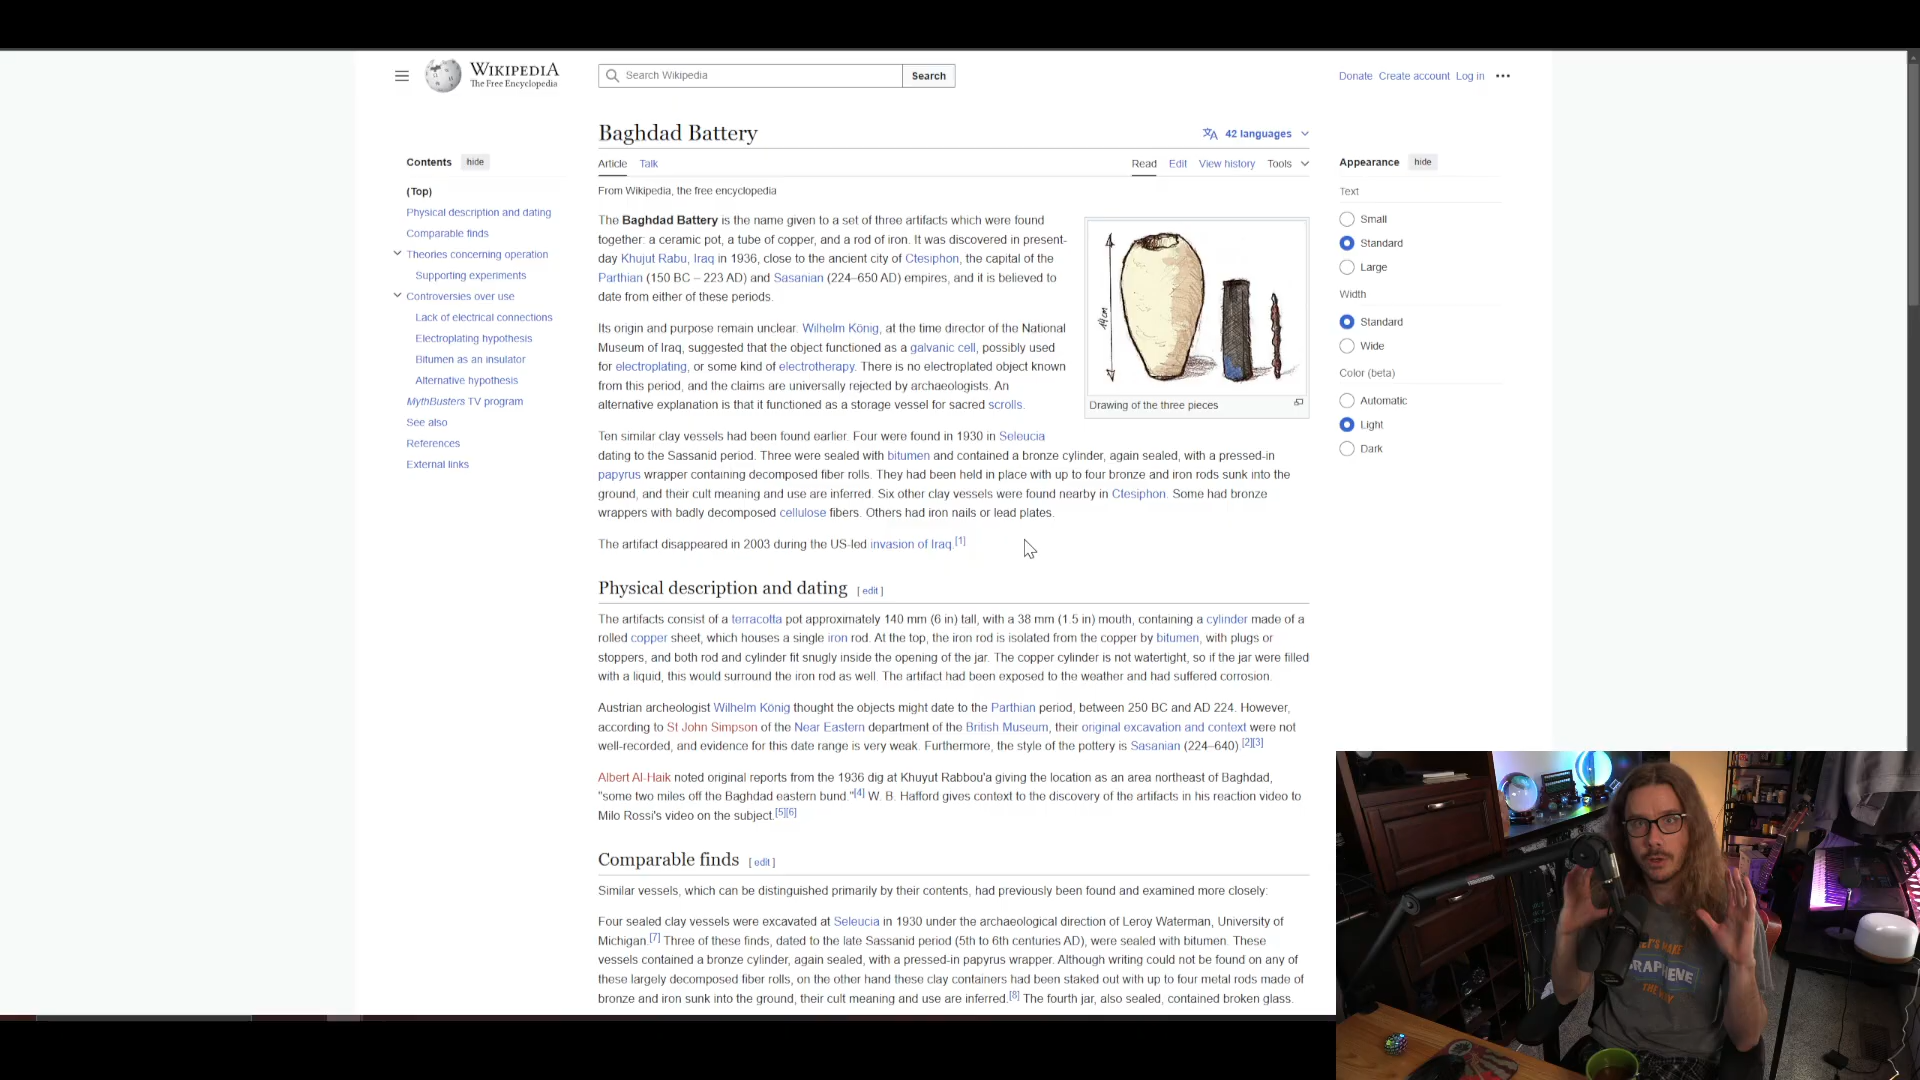 WIKIPEDIA
The Free Encyclopedia
Search Wikipedia
Search
Donate Create account Log in
Baghdad Battery
42 languages
Article Talk
Read Edit View history Tools
From Wikipedia, the free encyclopedia
Contents hide
(Top)
Physical description and dating
Comparable finds
Theories concerning operation
Supporting experiments
Controversies over use
Lack of electrical connections
Electroplating hypothesis
Bitumen as an insulator
Alternative hypothesis
MythBusters TV program
See also
References
External links
The Baghdad Battery is the name given to a set of three artifacts which were found
together: a ceramic pot, a tube of copper, and a rod of iron. It was discovered in present-
day Khujut Rabu, Iraq in 1936, close to the ancient city of Ctesiphon, the capital of the
Parthian (150 BC – 223 AD) and Sasanian (224–650 AD) empires, and it is believed to
date from either of these periods.
Its origin and purpose remain unclear. Wilhelm König, at the time director of the National
Museum of Iraq, suggested that the object functioned as a galvanic cell, possibly used
for electroplating, or some kind of electrotherapy. There is no electroplated object known
from this period, and the claims are universally rejected by archaeologists. An
alternative explanation is that it functioned as a storage vessel for sacred scrolls.
14 cm
Drawing of the three pieces
Ten similar clay vessels had been found earlier. Four were found in 1930 in Seleucia
dating to the Sassanid period. Three were sealed with bitumen and contained a bronze cylinder, again sealed, with a pressed-in
papyrus wrapper containing decomposed fiber rolls. They had been held in place with up to four bronze and iron rods sunk into the
ground, and their cult meaning and use are inferred. Six other clay vessels were found nearby in Ctesiphon. Some had bronze
wrappers with badly decomposed cellulose fibers. Others had iron nails or lead plates.
The artifact disappeared in 2003 during the US-led invasion of Iraq.[1]
Physical description and dating [ edit ]
The artifacts consist of a terracotta pot approximately 140 mm (6 in) tall, with a 38 mm (1.5 in) mouth, containing a cylinder made of a
rolled copper sheet, which houses a single iron rod. At the top, the iron rod is isolated from the copper by bitumen, with plugs or
stoppers, and both rod and cylinder fit snugly inside the opening of the jar. The copper cylinder is not watertight, so if the jar were filled
with a liquid, this would surround the iron rod as well. The artifact had been exposed to the weather and had suffered corrosion.
Austrian archeologist Wilhelm König thought the objects might date to the Parthian period, between 250 BC and AD 224. However,
according to St John Simpson of the Near Eastern department of the British Museum, their original excavation and context were not
well-recorded, and evidence for this date range is very weak. Furthermore, the style of the pottery is Sasanian (224–640).[2][3]
Albert Al-Haik noted original reports from the 1936 dig at Khuyut Rabbou'a giving the location as an area northeast of Baghdad,
"some two miles off the Baghdad eastern bund."[4] W. B. Hafford gives context to the discovery of the artifacts in his reaction video to
Milo Rossi's video on the subject.[5][6]
Comparable finds [ edit ]
Similar vessels, which can be distinguished primarily by their contents, had previously been found and examined more closely:
Four sealed clay vessels were excavated at Seleucia in 1930 under the archaeological direction of Leroy Waterman, University of
Michigan.[7] Three of these finds, dated to the late Sassanid period (5th to 6th centuries AD), were sealed with bitumen. These
vessels contained a bronze cylinder, again sealed, with a pressed-in papyrus wrapper. Although writing could not be found on any of
these largely decomposed fiber rolls, on the other hand these clay containers had been staked out with up to four metal rods made of
bronze and iron sunk into the ground, their cult meaning and use are inferred.[8] The fourth jar, also sealed, contained broken glass.
Appearance hide
Text
Small
Standard
Large
Width
Standard
Wide
Color (beta)
Automatic
Light
Dark
LET'S MAKE
GRAPHENE
THE